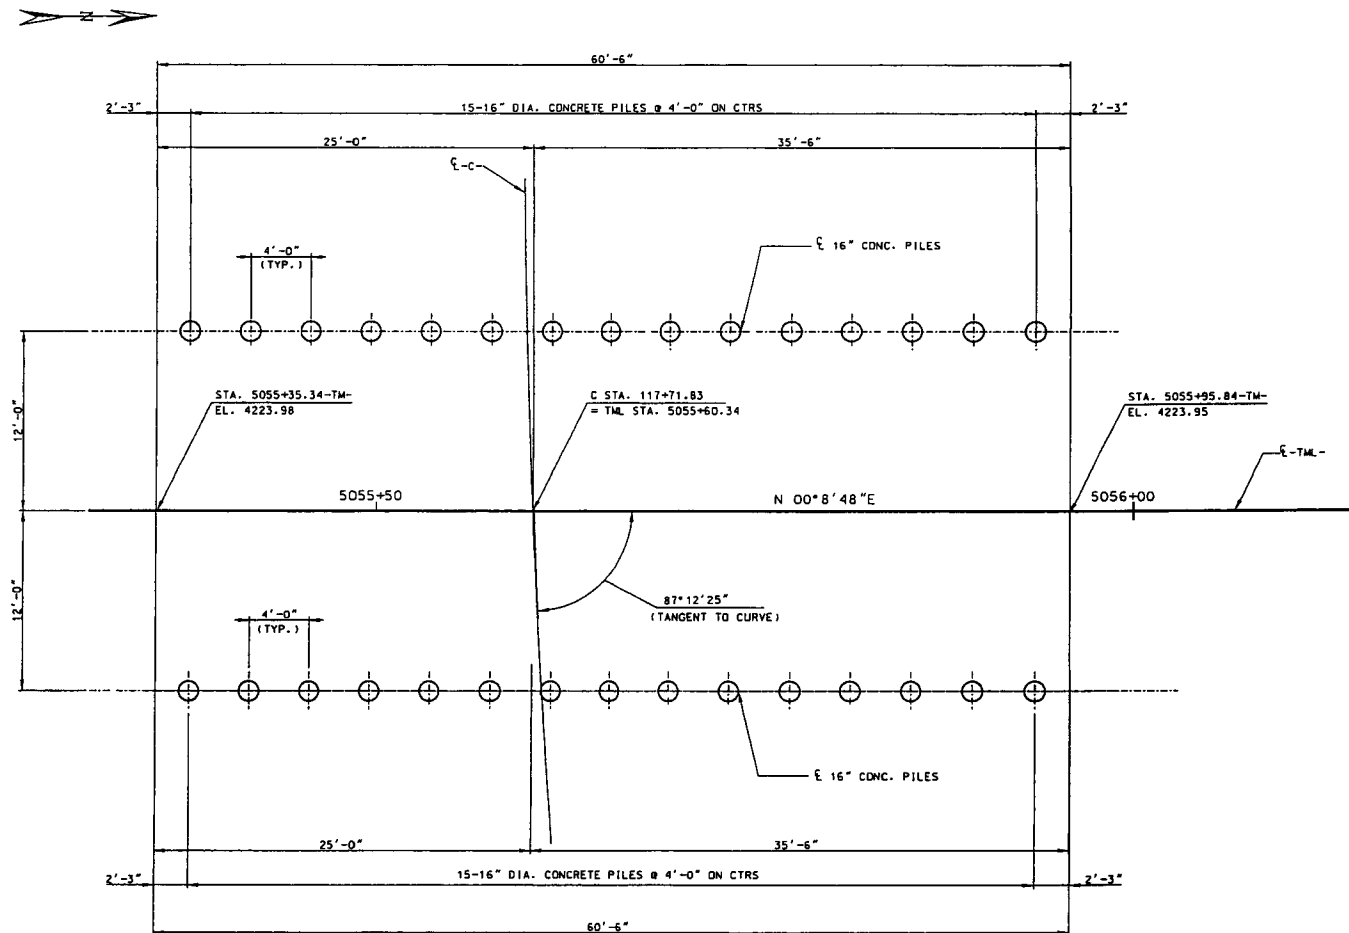 N
60'-6"
2'-3"
15-16" DIA. CONCRETE PILES @ 4'-0" ON CTRS
2'-3"
25'-0"
35'-6"
℄-C-
4'-0"
(TYP.)
℄ 16" CONC. PILES
STA. 5055+35.34-TM-
EL. 4223.98
C STA. 117+71.83
= TML STA. 5055+60.34
STA. 5055+95.84-TM-
EL. 4223.95
12'-0"
℄-TML-
5055+50
N 00°8'48"E
5056+00
12'-0"
87°12'25"
(TANGENT TO CURVE)
4'-0"
(TYP.)
℄ 16" CONC. PILES
25'-0"
35'-6"
2'-3"
15-16" DIA. CONCRETE PILES @ 4'-0" ON CTRS
2'-3"
60'-6"